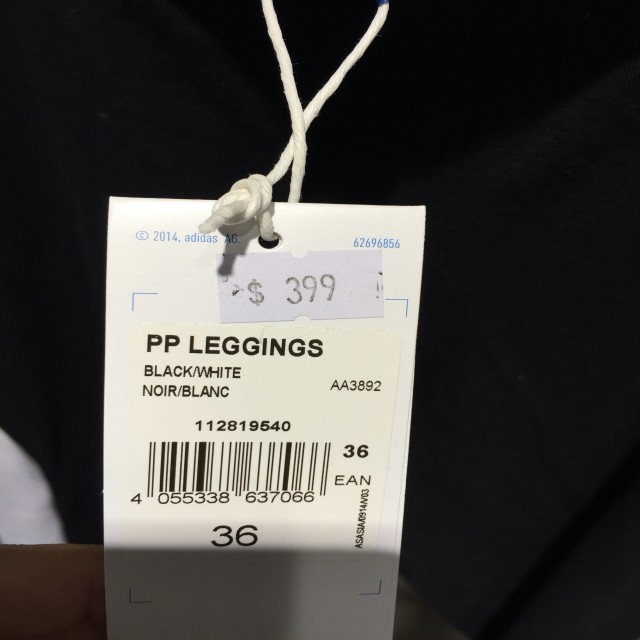 © 2014, adidas AG.
62696856
$ 399
PP LEGGINGS
BLACK/WHITE
NOIR/BLANC
AA3892
112819540
36
EAN
4 055338 637066
36